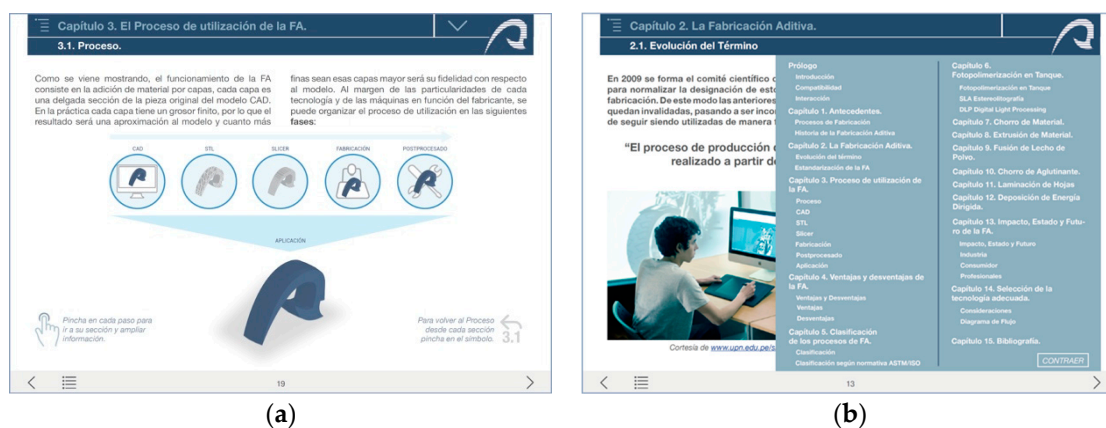 Capítulo 3. El Proceso de utilización de la FA.
3.1. Proceso.
Como se viene mostrando, el funcionamiento de la FA
consiste en la adición de material por capas, cada capa es
una delgada sección de la pieza original del modelo CAD.
En la práctica cada capa tiene un grosor finito, por lo que el
resultado será una aproximación al modelo y cuanto más
finas sean esas capas mayor será su fidelidad con respecto
al modelo. Al margen de las particularidades de cada
tecnología y de las máquinas en función del fabricante, se
puede organizar el proceso de utilización en las siguientes
fases:
CAD
STL
SLICER
FABRICACIÓN
POSTPROCESADO
APLICACIÓN
Pincha en cada paso para
ir a su sección y ampliar
información.
Para volver al Proceso
desde cada sección
pincha en el símbolo.
3.1
19
(a)
Capítulo 2. La Fabricación Aditiva.
2.1. Evolución del Término
En 2009 se forma el comité científico
para normalizar la designación de
fabricación. De este modo las anteriores
quedan invalidadas, pasando a ser
de seguir siendo utilizadas de manera
"El proceso de producción
realizado a partir de
Cortesía de www.upn.edu.pe/s
Prólogo
Introducción
Compatibilidad
Interacción
Capítulo 1. Antecedentes.
Procesos de Fabricación
Historia de la Fabricación Aditiva
Capítulo 2. La Fabricación Aditiva.
Evolución del término
Estandarización de la FA
Capítulo 3. Proceso de utilización de
la FA.
Proceso
CAD
STL
Slicer
Fabricación
Postprocesado
Aplicación
Capítulo 4. Ventajas y desventajas de
la FA.
Ventajas y Desventajas
Ventajas
Desventajas
Capítulo 5. Clasificación
de los procesos de FA.
Clasificación
Clasificación según normativa ASTM/ISO
Capítulo 6.
Fotopolimerización en Tanque.
Fotopolimerización en Tanque
SLA Estereolitografía
DLP Digital Light Processing
Capítulo 7. Chorro de Material.
Capítulo 8. Extrusión de Material.
Capítulo 9. Fusión de Lecho de
Polvo.
Capítulo 10. Chorro de Aglutinante.
Capítulo 11. Laminación de Hojas
Capítulo 12. Deposición de Energía
Dirigida.
Capítulo 13. Impacto, Estado y Futu-
ro de la FA.
Impacto, Estado y Futuro
Industria
Consumidor
Profesionales
Capítulo 14. Selección de la
tecnología adecuada.
Consideraciones
Diagrama de Flujo
Capítulo 15. Bibliografía.
CONTRAER
13
(b)